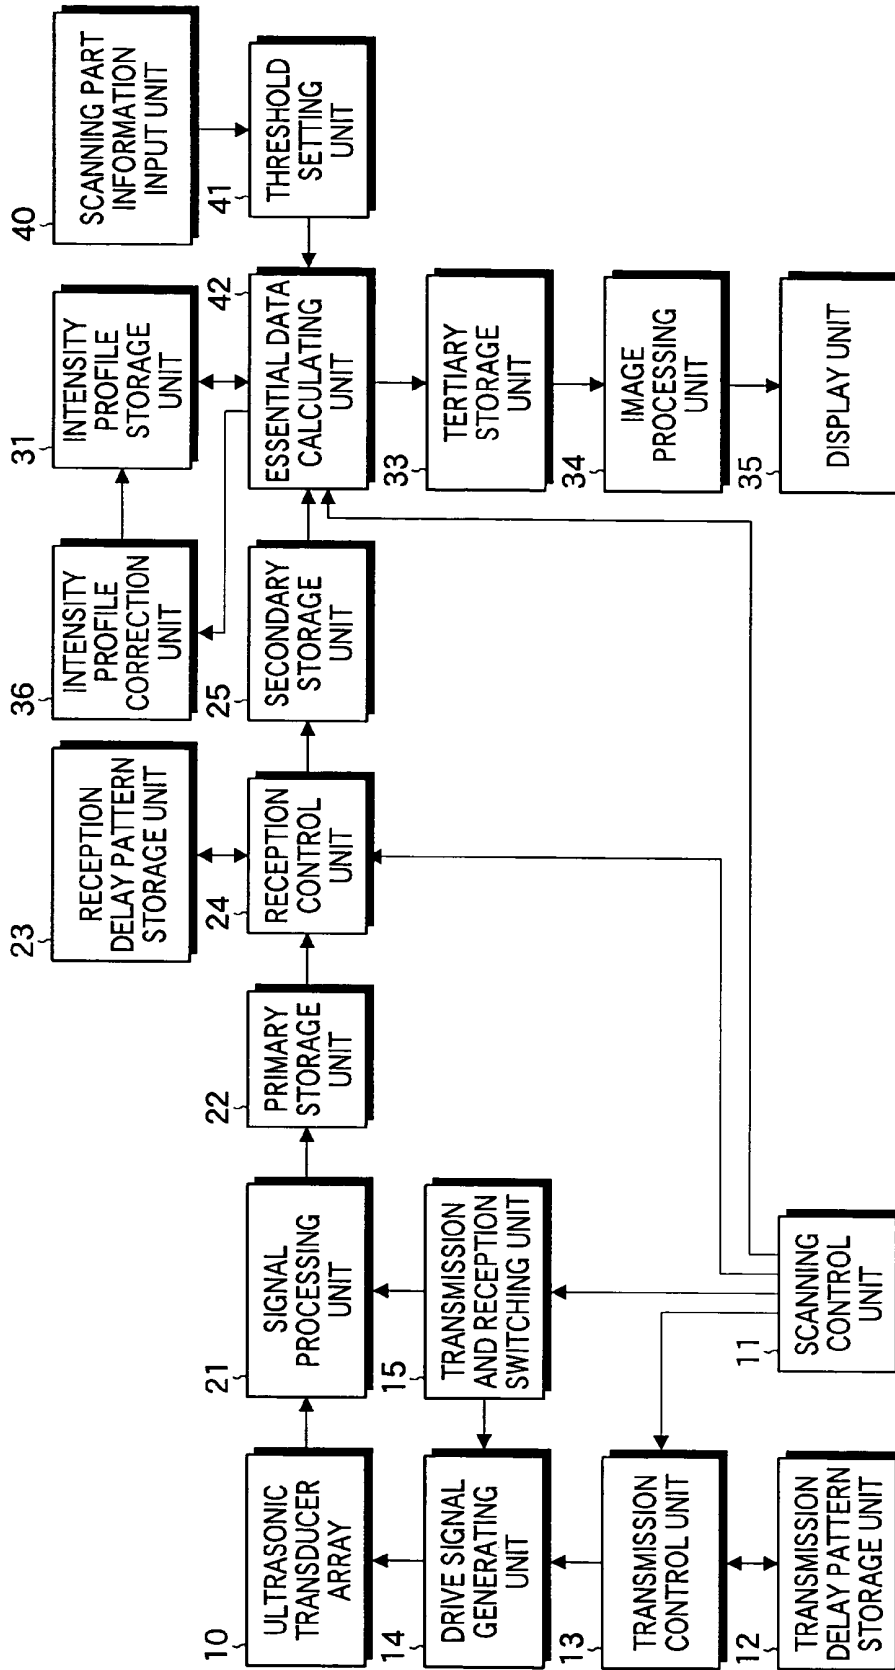 40
SCANNING PART
INFORMATION
INPUT UNIT
41
THRESHOLD
SETTING
UNIT
31
INTENSITY
PROFILE
STORAGE
UNIT
42
ESSENTIAL DATA
CALCULATING
UNIT
33
TERTIARY
STORAGE
UNIT
34
IMAGE
PROCESSING
UNIT
35
DISPLAY UNIT
36
INTENSITY
PROFILE
CORRECTION
UNIT
25
SECONDARY
STORAGE
UNIT
23
RECEPTION
DELAY PATTERN
STORAGE UNIT
24
RECEPTION
CONTROL
UNIT
22
PRIMARY
STORAGE
UNIT
21
SIGNAL
PROCESSING
UNIT
15
TRANSMISSION
AND RECEPTION
SWITCHING UNIT
11
SCANNING
CONTROL
UNIT
10
ULTRASONIC
TRANSDUCER
ARRAY
14
DRIVE SIGNAL
GENERATING
UNIT
13
TRANSMISSION
CONTROL UNIT
12
TRANSMISSION
DELAY PATTERN
STORAGE UNIT